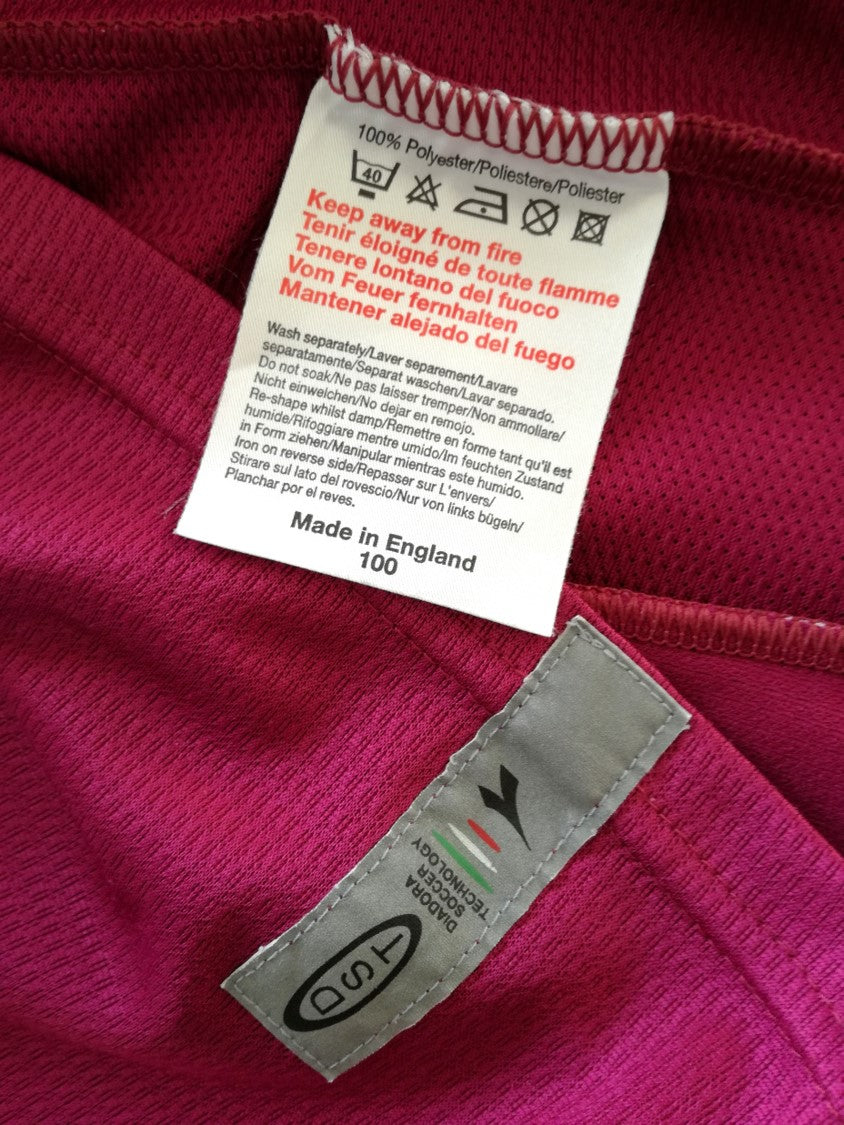 100% Polyester/Poliestere/Poliester
40
Keep away from fire
Tenir éloigné de toute flamme
Tenere lontano del fuoco
Vom Feuer fernhalten
Mantener alejado del fuego
Wash separately/Laver separement/Lavare
separatamente/Separat waschen/Lavar separado.
Do not soak/Ne pas laisser tremper/Non ammollare/
Nicht einweichen/No dejar en remojo.
Re-shape whilst damp/Remettre en forme tant qu'il est
humide/Rifoggiare mentre umido/Im feuchten Zustand
in Form ziehen/Manipular mientras este humido.
Iron on reverse side/Repasser sur L'envers/
Stirare sul lato del rovescio/Nur von links bügeln/
Planchar por el reves.
Made in England
100
DIADORA
SOCCER
TECHNOLOGY
DST